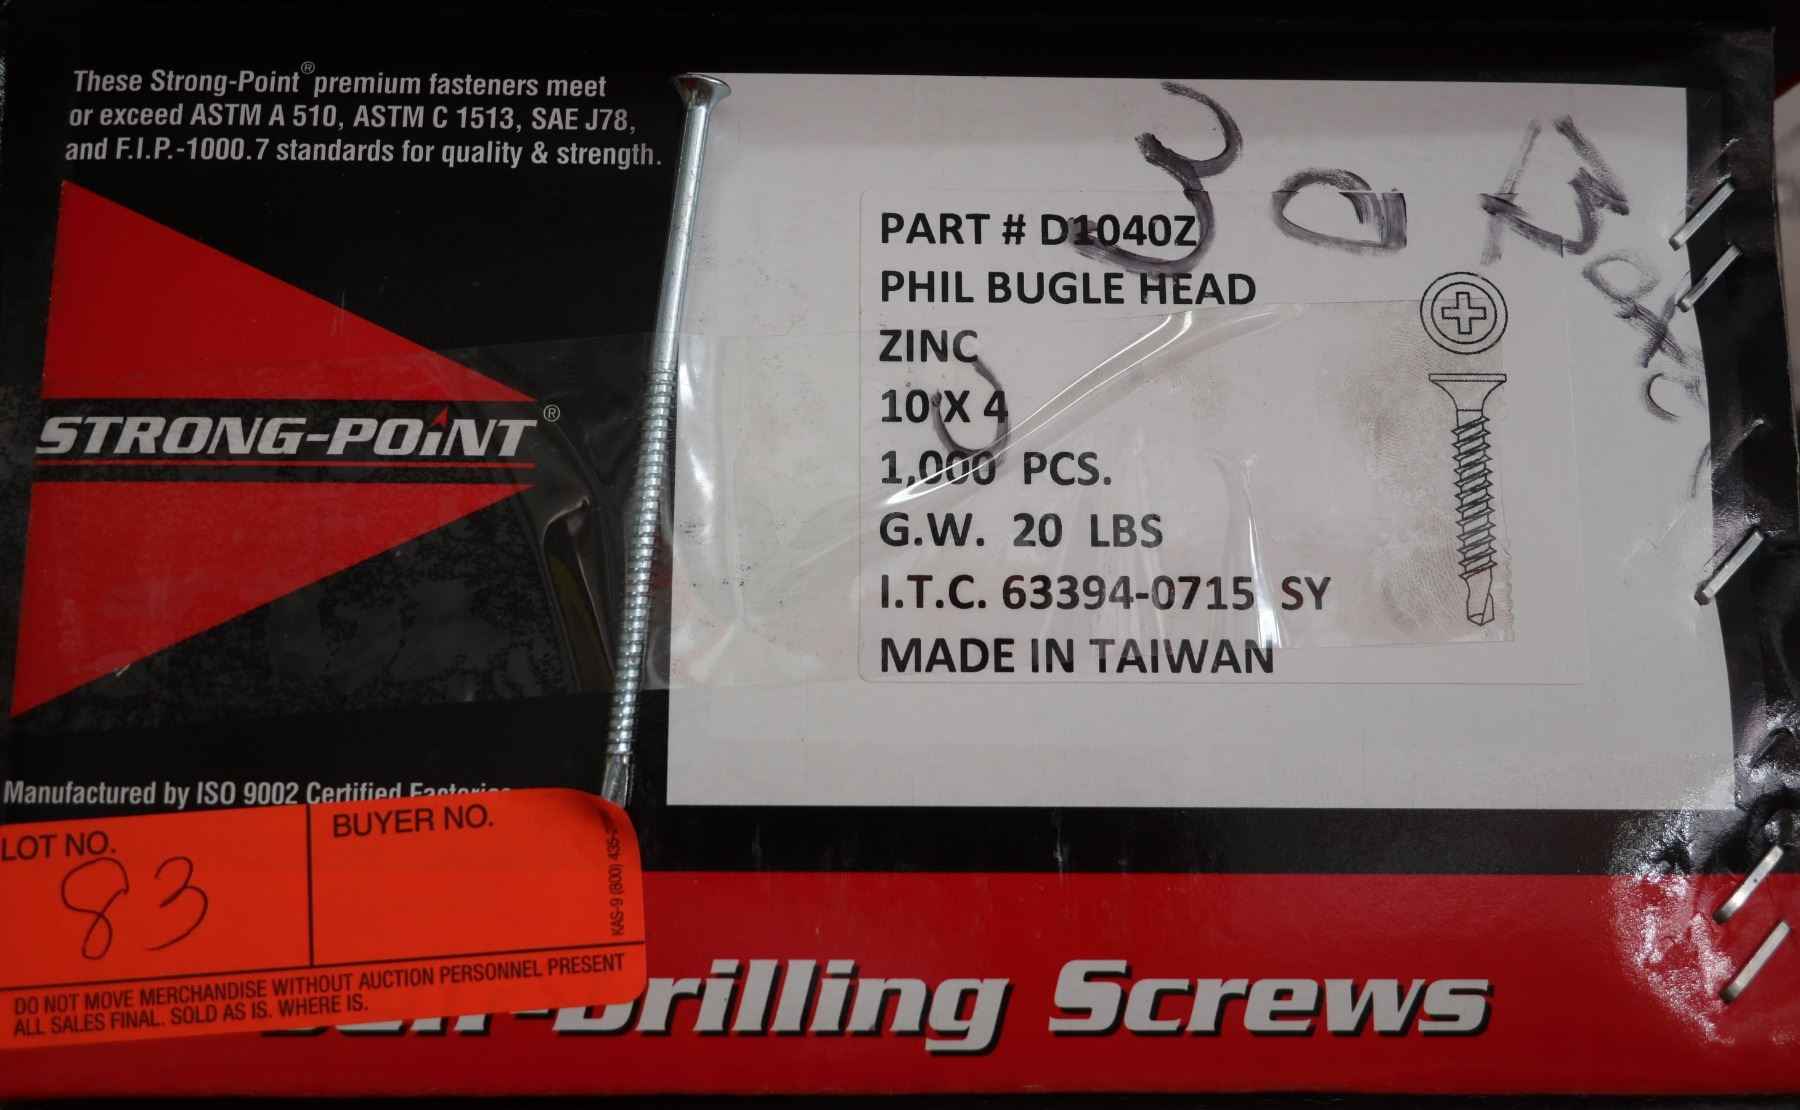 These Strong-Point® premium fasteners meet
or exceed ASTM A 510, ASTM C 1513, SAE J78,
and F.I.P.-1000.7 standards for quality & strength.
STRONG-POINT®
PART # D1040Z
PHIL BUGLE HEAD
ZINC
10 X 4
1,000 PCS.
G.W. 20 LBS
I.T.C. 63394-0715 SY
MADE IN TAIWAN
Manufactured by ISO 9002 Certified
LOT NO.
83
BUYER NO.
DO NOT MOVE MERCHANDISE WITHOUT AUCTION PERSONNEL PRESENT
ALL SALES FINAL. SOLD AS IS. WHERE IS.
Screws